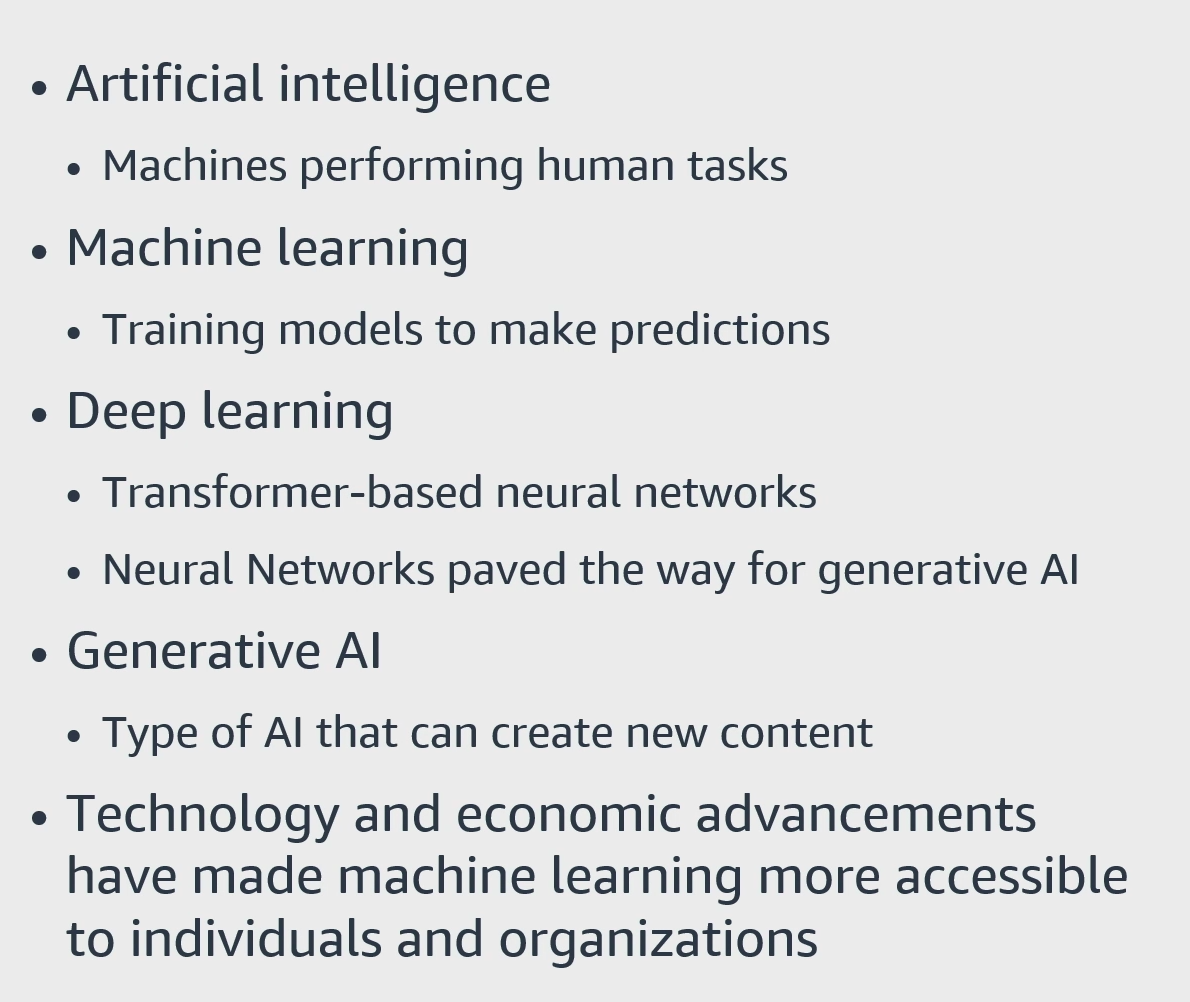 • Artificial intelligence
• Machines performing human tasks
• Machine learning
• Training models to make predictions
• Deep learning
• Transformer-based neural networks
• Neural Networks paved the way for generative AI
• Generative AI
• Type of AI that can create new content
• Technology and economic advancements
have made machine learning more accessible
to individuals and organizations